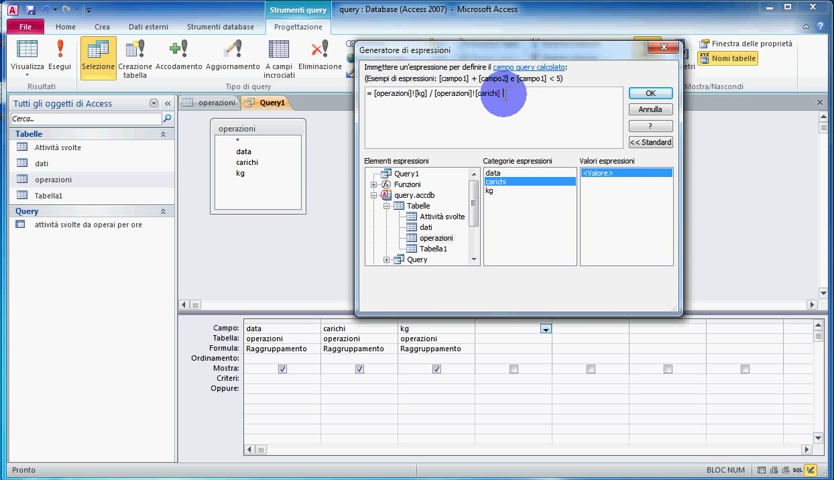 Strumenti query
query : Database (Access 2007) - Microsoft Access
File
Home
Crea
Dati esterni
Strumenti database
Progettazione
Visualizza
Esegui
Selezione
Creazione tabella
Accodamento
Aggiornamento
A campi incrociati
Eliminazione
Finestra delle proprietà
Nomi tabelle
Risultati
Tipo di query
Mostra/Nascondi
Tutti gli oggetti di Access
Cerca...
Tabelle
Attività svolte
dati
operazioni
Tabella1
Query
attività svolte da operai per ore
operazioni
Query1
operazioni
*
data
carichi
kg
Generatore di espressioni
Immettere un'espressione per definire il campo query calcolato:
(Esempi di espressioni: [campo1] + [campo2] e [campo1] < 5)
= [operazioni]![kg] / [operazioni]![carichi]
OK
Annulla
?
<< Standard
Elementi espressioni
Categorie espressioni
Valori espressioni
Query1
Funzioni
query.accdb
Tabelle
Attività svolte
dati
operazioni
Tabella1
Query
data
carichi
kg
<Valore>
Campo: data carichi kg
Tabella: operazioni operazioni operazioni
Formula: Raggruppamento Raggruppamento Raggruppamento
Ordinamento:
Mostra:
Criteri:
Oppure:
Pronto
BLOC NUM
SQL